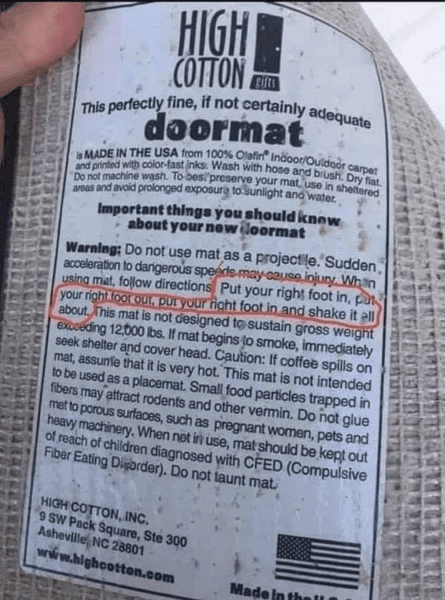 HIGH
COTTON
gifts
This perfectly fine, if not certainly adequate
doormat
is MADE IN THE USA from 100% Olafin® Indoor/Outdoor carpet
and printed with color-fast inks. Wash with hose and brush. Dry flat.
Do not machine wash. To best preserve your mat, use in sheltered
areas and avoid prolonged exposure to sunlight and water.
Important things you should know
about your new doormat
Warning: Do not use mat as a projectile. Sudden
acceleration to dangerous speeds may cause injury. When
using mat, follow directions: Put your right foot in, put
your right foot out, put your right foot in and shake it all
about. This mat is not designed to sustain gross weight
exceeding 12,000 lbs. If mat begins to smoke, immediately
seek shelter and cover head. Caution: If coffee spills on
mat, assume that it is very hot. This mat is not intended
to be used as a placemat. Small food particles trapped in
fibers may attract rodents and other vermin. Do not glue
mat to porous surfaces, such as pregnant women, pets and
heavy machinery. When not in use, mat should be kept out
of reach of children diagnosed with CFED (Compulsive
Fiber Eating Disorder). Do not taunt mat.
HIGH COTTON, INC.
9 SW Pack Square, Ste 300
Asheville, NC 28801
www.highcotton.com
Made in the U